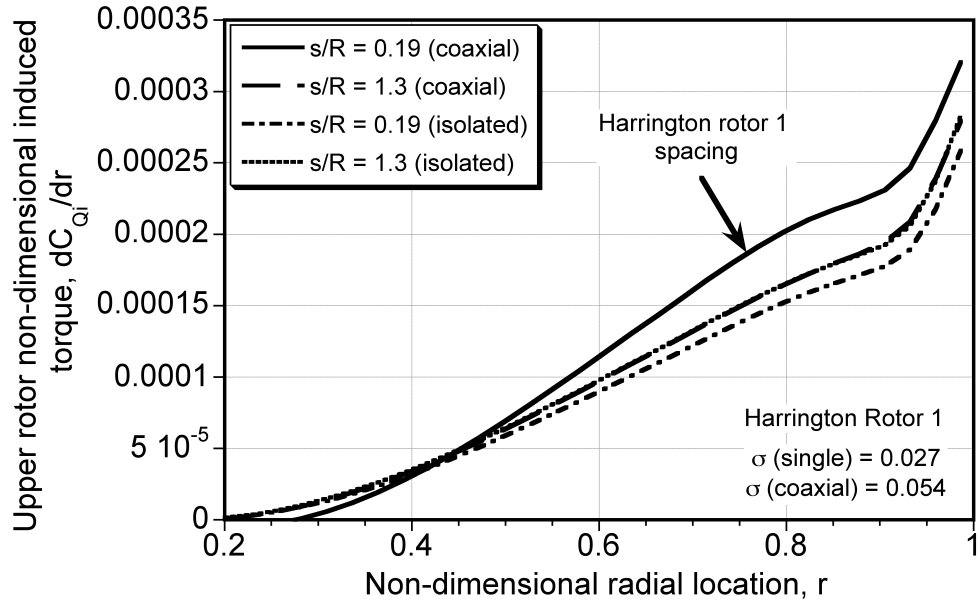 Upper rotor non-dimensional induced
torque, dC_Qi/dr
0.00035
0.0003
0.00025
0.0002
0.00015
0.0001
5 10^-5
0
s/R = 0.19 (coaxial)
s/R = 1.3 (coaxial)
s/R = 0.19 (isolated)
s/R = 1.3 (isolated)
Harrington rotor 1
spacing
Harrington Rotor 1
σ (single) = 0.027
σ (coaxial) = 0.054
0.2 0.4 0.6 0.8 1
Non-dimensional radial location, r